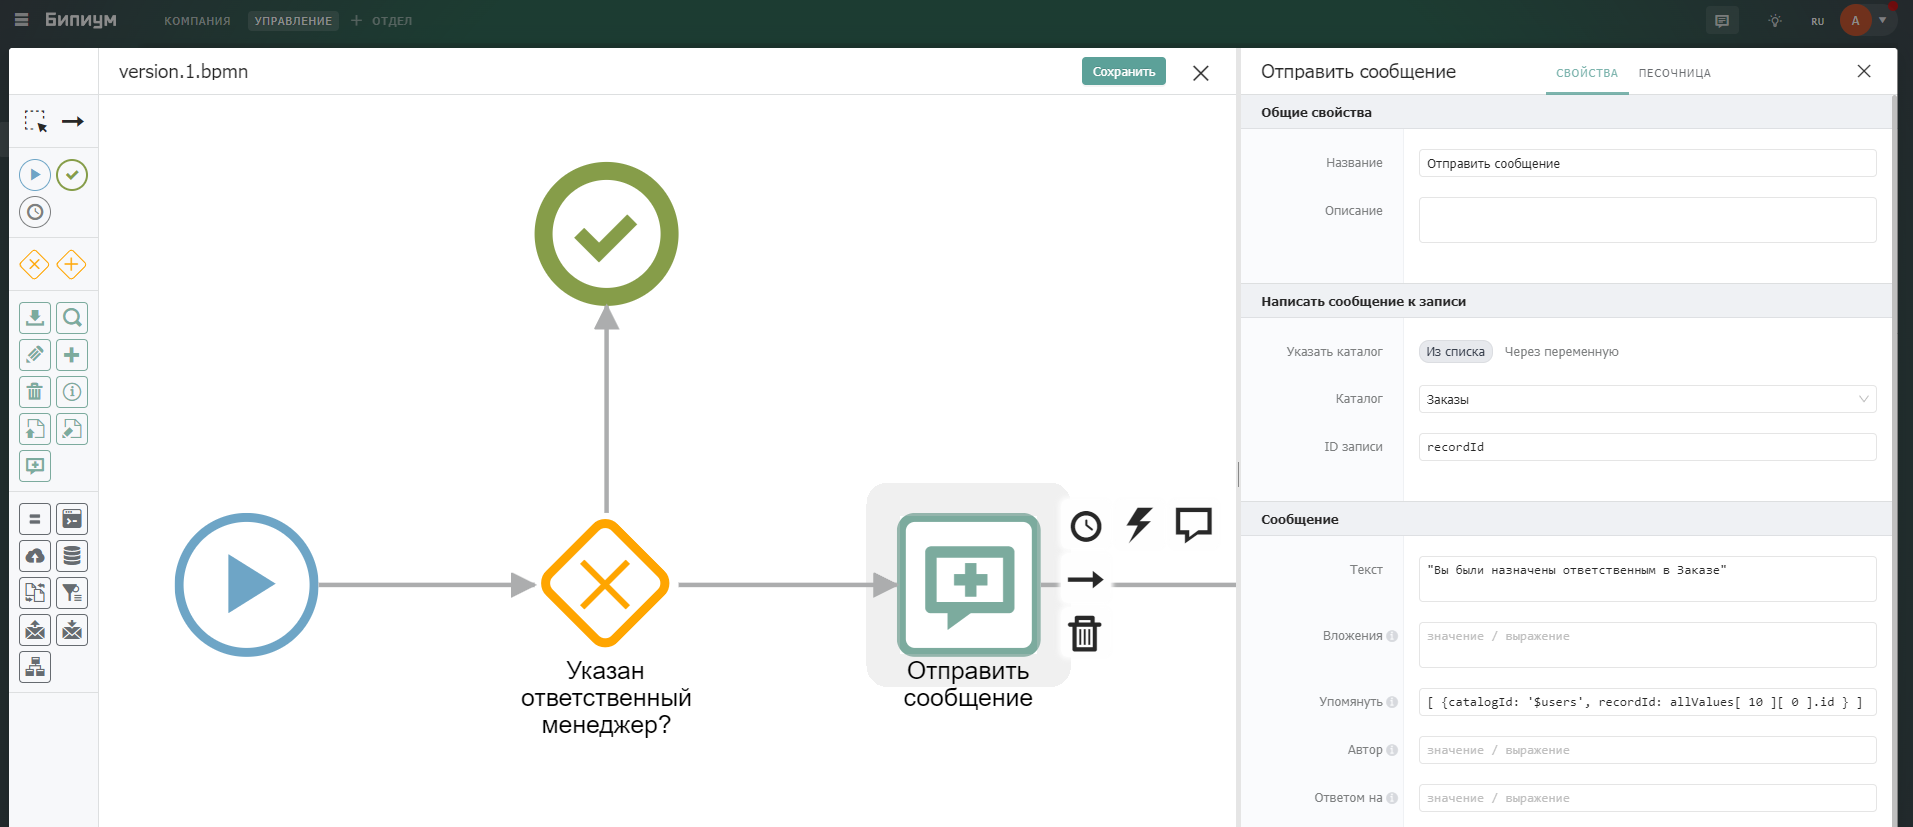 Бипиум
КОМПАНИЯ
УПРАВЛЕНИЕ
ОТДЕЛ
RU
A
version.1.bpmn
Сохранить
Указан
ответственный
менеджер?
Отправить
сообщение
Отправить сообщение
СВОЙСТВА
ПЕСОЧНИЦА
Общие свойства
Название
Отправить сообщение
Описание
Написать сообщение к записи
Указать каталог
Из списка
Через переменную
Каталог
Заказы
ID записи
recordId
Сообщение
Текст
"Вы были назначены ответственным в Заказе"
Вложения
значение / выражение
Упомянуть
[ {catalogId: '$users', recordId: allValues[ 10 ][ 0 ].id } ]
Автор
значение / выражение
Ответом на
значение / выражение